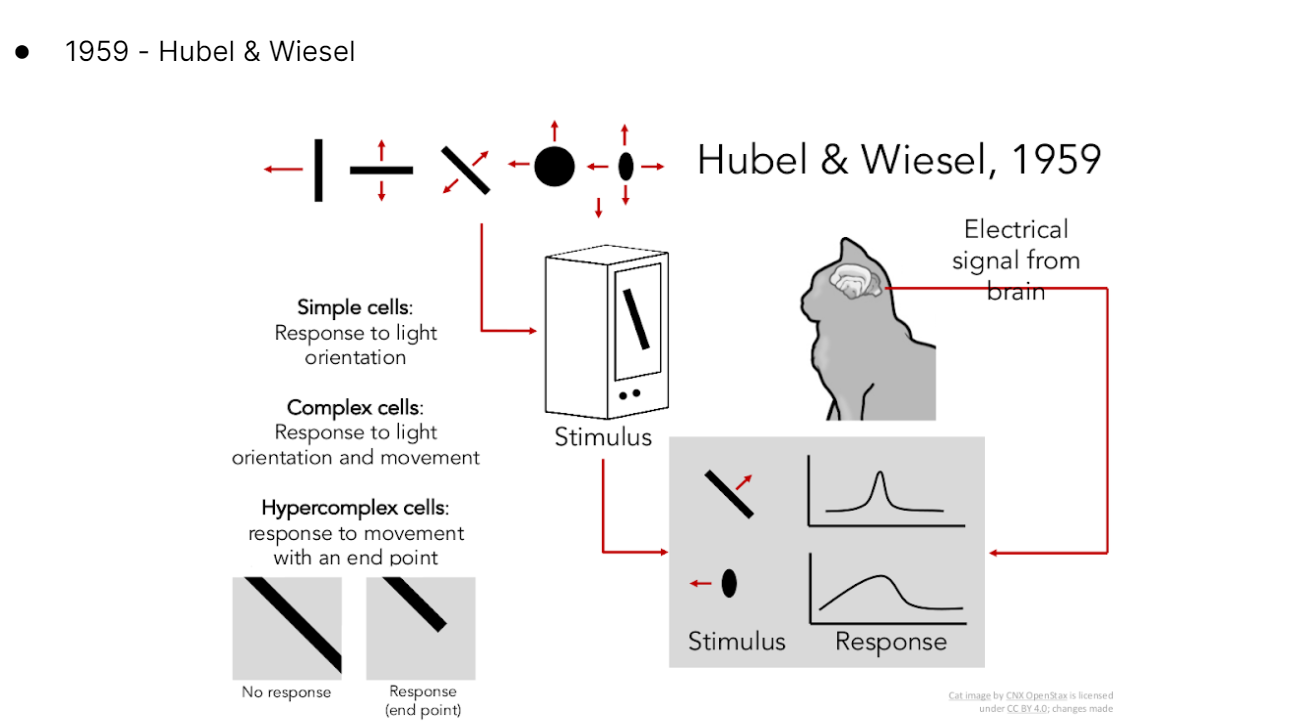 ● 1959 - Hubel & Wiesel
Hubel & Wiesel, 1959
Electrical
signal from
brain
Simple cells:
Response to light
orientation
Complex cells:
Response to light
orientation and movement
Hypercomplex cells:
response to movement
with an end point
No response
Response
(end point)
Stimulus
Stimulus
Response
Cat image by CNX OpenStax is licensed
under CC BY 4.0; changes made